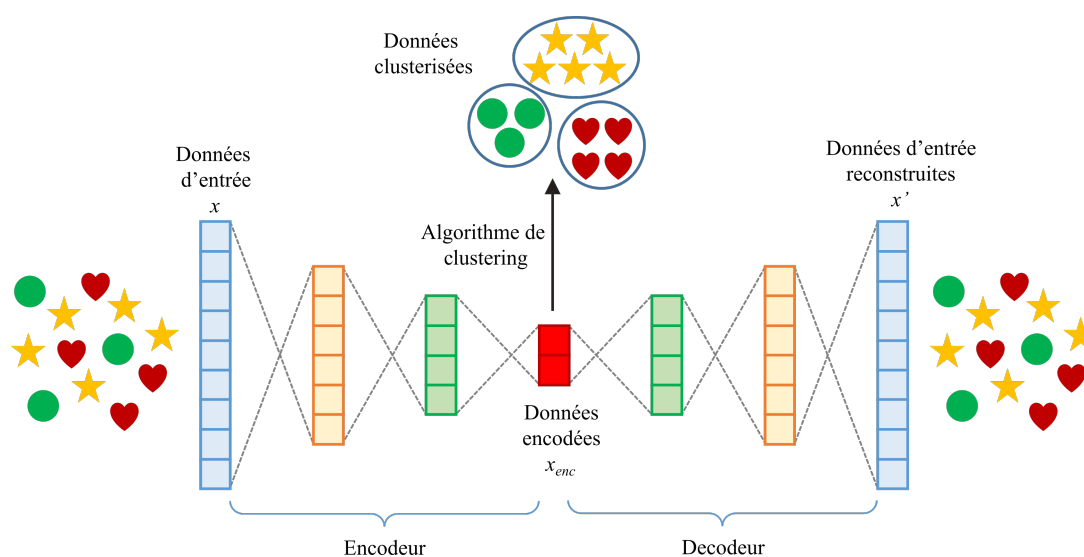 Données
clusterisées
Données
d'entrée
x
Données d'entrée
reconstruites
x'
Algorithme de
clustering
Données
encodées
x_enc
Encodeur
Decodeur